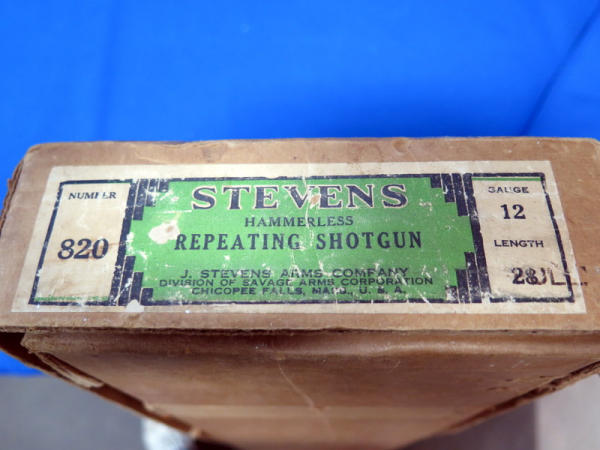 NUMBER
820
STEVENS
HAMMERLESS
REPEATING SHOTGUN
J. STEVENS ARMS COMPANY
DIVISION OF SAVAGE ARMS CORPORATION
CHICOPEE FALLS, MASS., U. S. A.
GAUGE
12
LENGTH
28